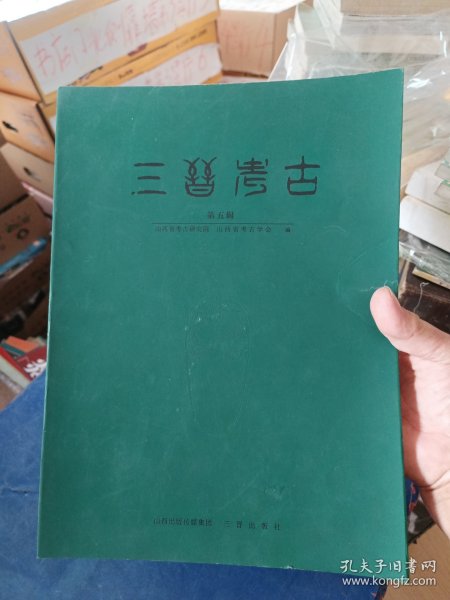 三晋考古
第五辑
山西省考古研究院 山西省考古学会 编
山西出版传媒集团 三晋出版社
孔夫子旧书网
www.kongfz.com